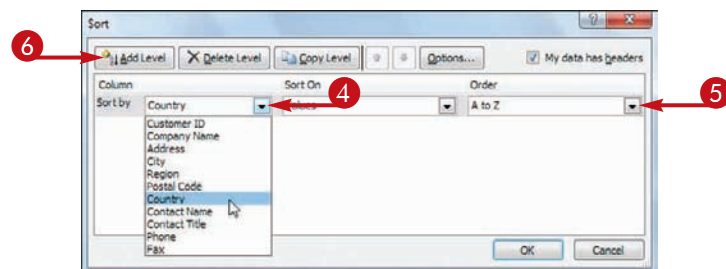 Sort
6
Add Level Delete Level Copy Level Options... My data has headers
Column Sort On Order
4
5
Sort by Country Values A to Z
Customer ID
Company Name
Address
City
Region
Postal Code
Country
Contact Name
Contact Title
Phone
Fax
OK Cancel